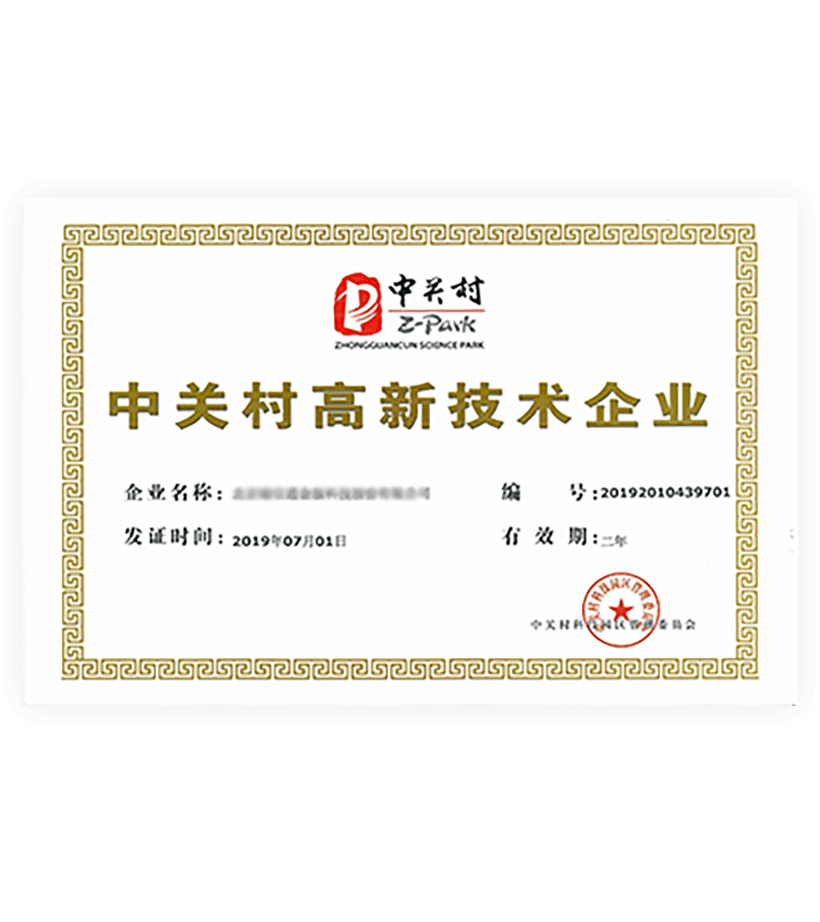 中关村
Z-Park
ZHONGGUANCUN SCIENCE PARK
中关村高新技术企业
企业名称:
编 号:20192010439701
发证时间:2019年07月01日
有 效 期:二年
中关村科技园区管理委员会